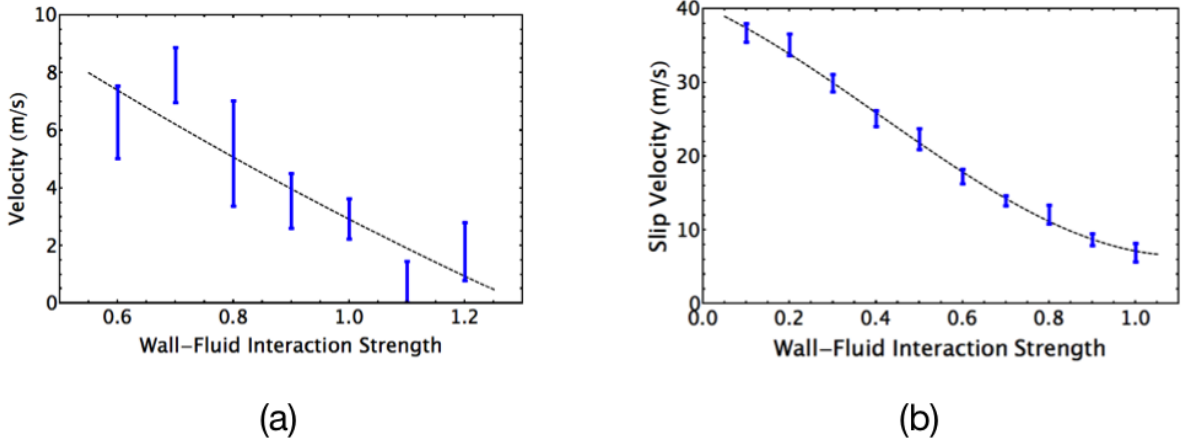 10
8
6
4
2
0
Velocity (m/s)
0.6 0.8 1.0 1.2
Wall–Fluid Interaction Strength
(a)
40
30
20
10
0
Slip Velocity (m/s)
0.0 0.2 0.4 0.6 0.8 1.0
Wall–Fluid Interaction Strength
(b)